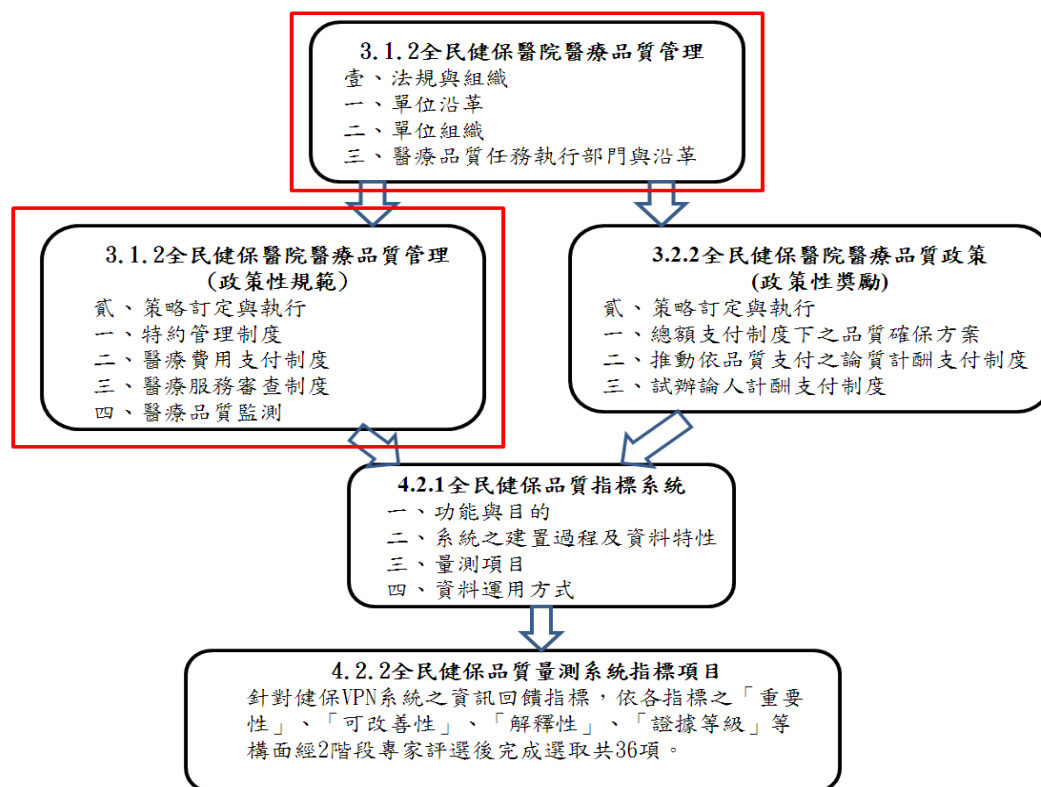 3.1.2全民健保醫院醫療品質管理
壹、法規與組織
一、單位沿革
二、單位組織
三、醫療品質任務執行部門與沿革
3.1.2全民健保醫院醫療品質管理
(政策性規範)
貳、策略訂定與執行
一、特約管理制度
二、醫療費用支付制度
三、醫療服務審查制度
四、醫療品質監測
3.2.2全民健保醫院醫療品質政策
(政策性獎勵)
貳、策略訂定與執行
一、總額支付制度下之品質確保方案
二、推動依品質支付之論質計酬支付制度
三、試辦論人計酬支付制度
4.2.1全民健保品質指標系統
一、功能與目的
二、系統之建置過程及資料特性
三、量測項目
四、資料運用方式
4.2.2全民健保品質量測系統指標項目
針對健保VPN系統之資訊回饋指標，依各指標之「重要
性」、「可改善性」、「解釋性」、「證據等級」等
構面經2階段專家評選後完成選取共36項。